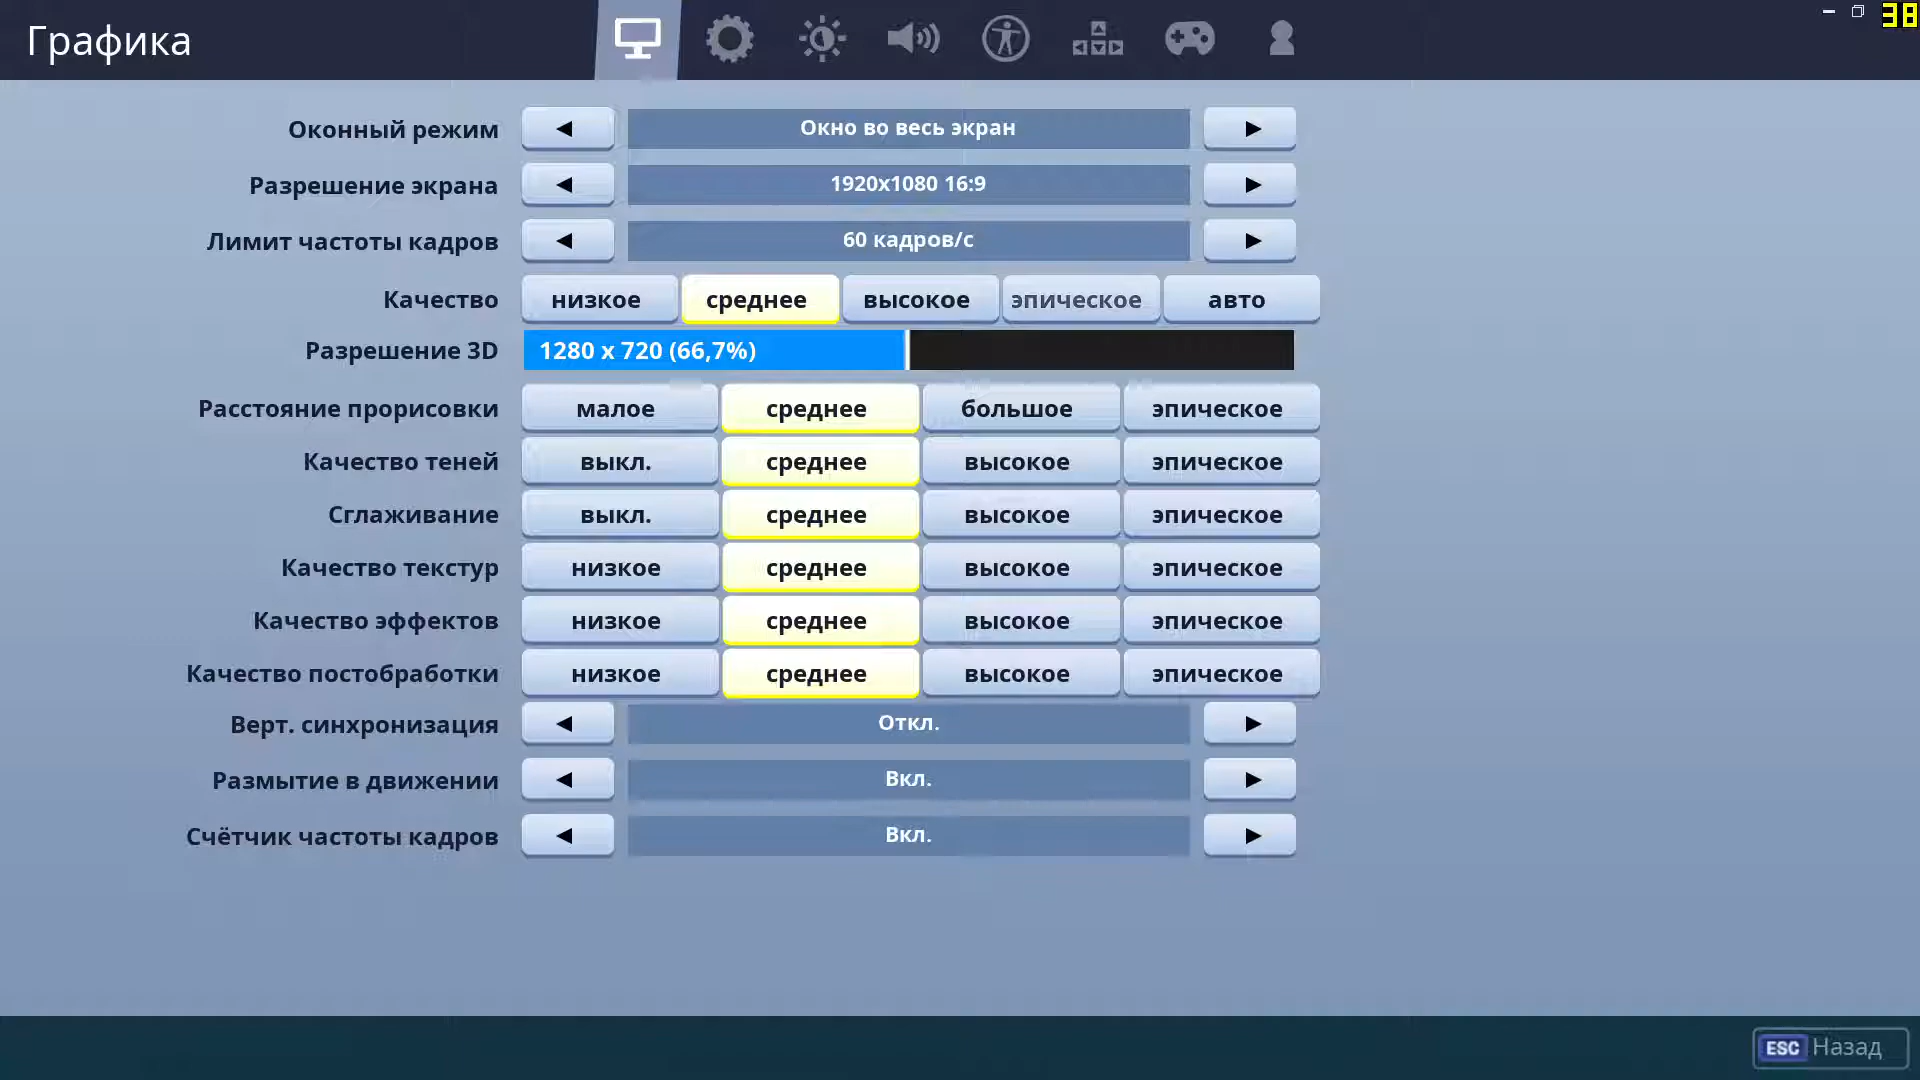 Графика
38
Оконный режим
Окно во весь экран
Разрешение экрана
1920x1080 16:9
Лимит частоты кадров
60 кадров/с
Качество
низкое среднее высокое эпическое авто
Разрешение 3D
1280 x 720 (66,7%)
Расстояние прорисовки
малое среднее большое эпическое
Качество теней
выкл. среднее высокое эпическое
Сглаживание
выкл. среднее высокое эпическое
Качество текстур
низкое среднее высокое эпическое
Качество эффектов
низкое среднее высокое эпическое
Качество постобработки
низкое среднее высокое эпическое
Верт. синхронизация
Откл.
Размытие в движении
Вкл.
Счётчик частоты кадров
Вкл.
ESC Назад